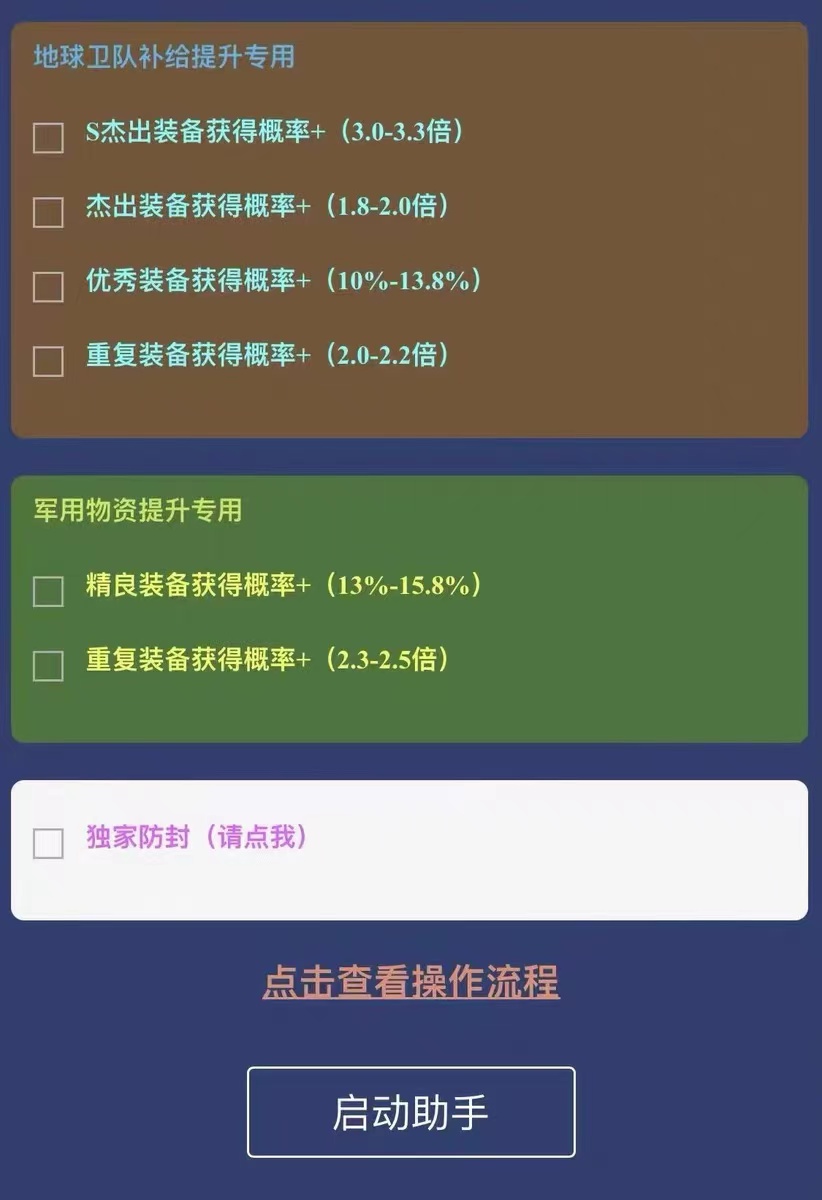 地球卫队补给提升专用
S杰出装备获得概率+（3.0-3.3倍）
杰出装备获得概率+（1.8-2.0倍）
优秀装备获得概率+（10%-13.8%）
重复装备获得概率+（2.0-2.2倍）
军用物资提升专用
精良装备获得概率+（13%-15.8%）
重复装备获得概率+（2.3-2.5倍）
独家防封（请点我）
点击查看操作流程
启动助手